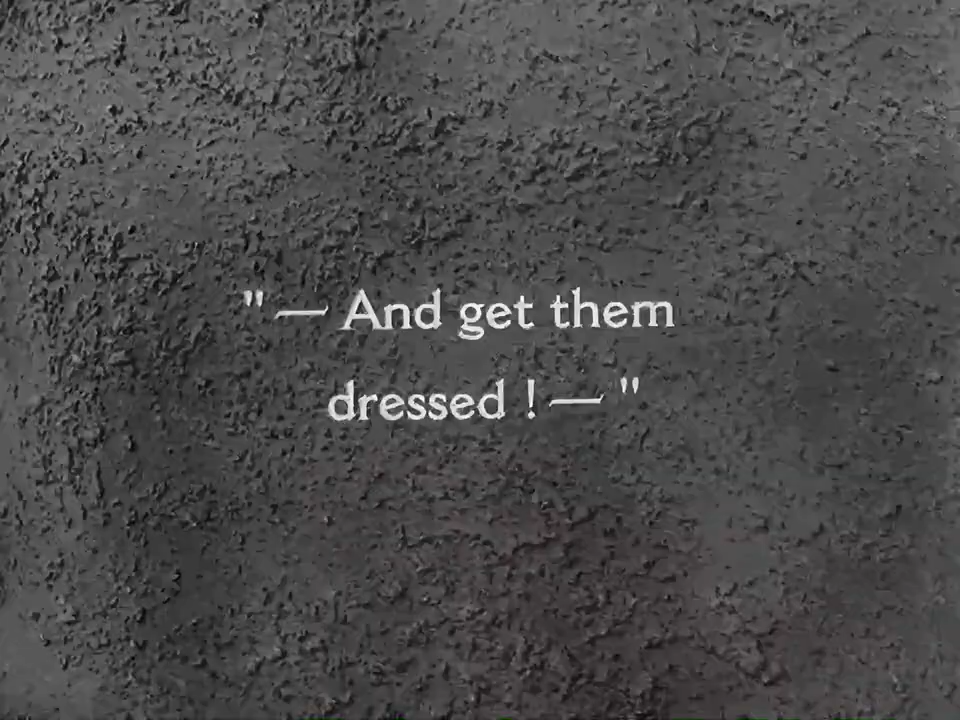 "— And get them
dressed ! — "